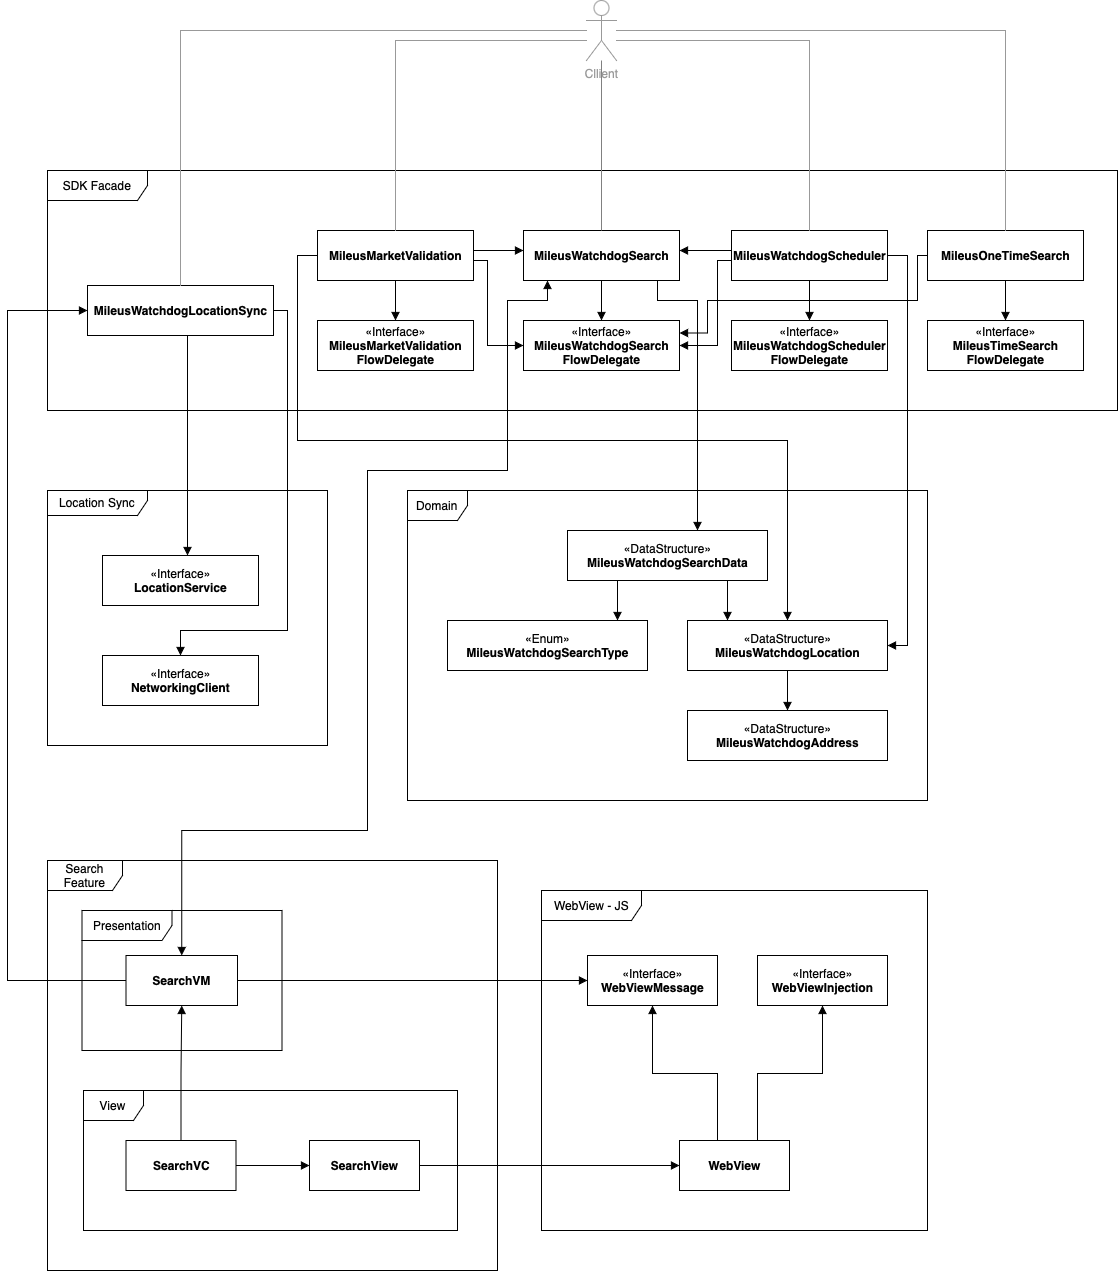 Cllient
SDK Facade
MileusMarketValidation
MileusWatchdogSearch
MileusWatchdogScheduler
MileusOneTimeSearch
MileusWatchdogLocationSync
«Interface»
MileusMarketValidation
FlowDelegate
«Interface»
MileusWatchdogSearch
FlowDelegate
«Interface»
MileusWatchdogScheduler
FlowDelegate
«Interface»
MileusTimeSearch
FlowDelegate
Location Sync
«Interface»
LocationService
«Interface»
NetworkingClient
Domain
«DataStructure»
MileusWatchdogSearchData
«Enum»
MileusWatchdogSearchType
«DataStructure»
MileusWatchdogLocation
«DataStructure»
MileusWatchdogAddress
Search
Feature
Presentation
SearchVM
View
SearchVC
SearchView
WebView - JS
«Interface»
WebViewMessage
«Interface»
WebViewInjection
WebView